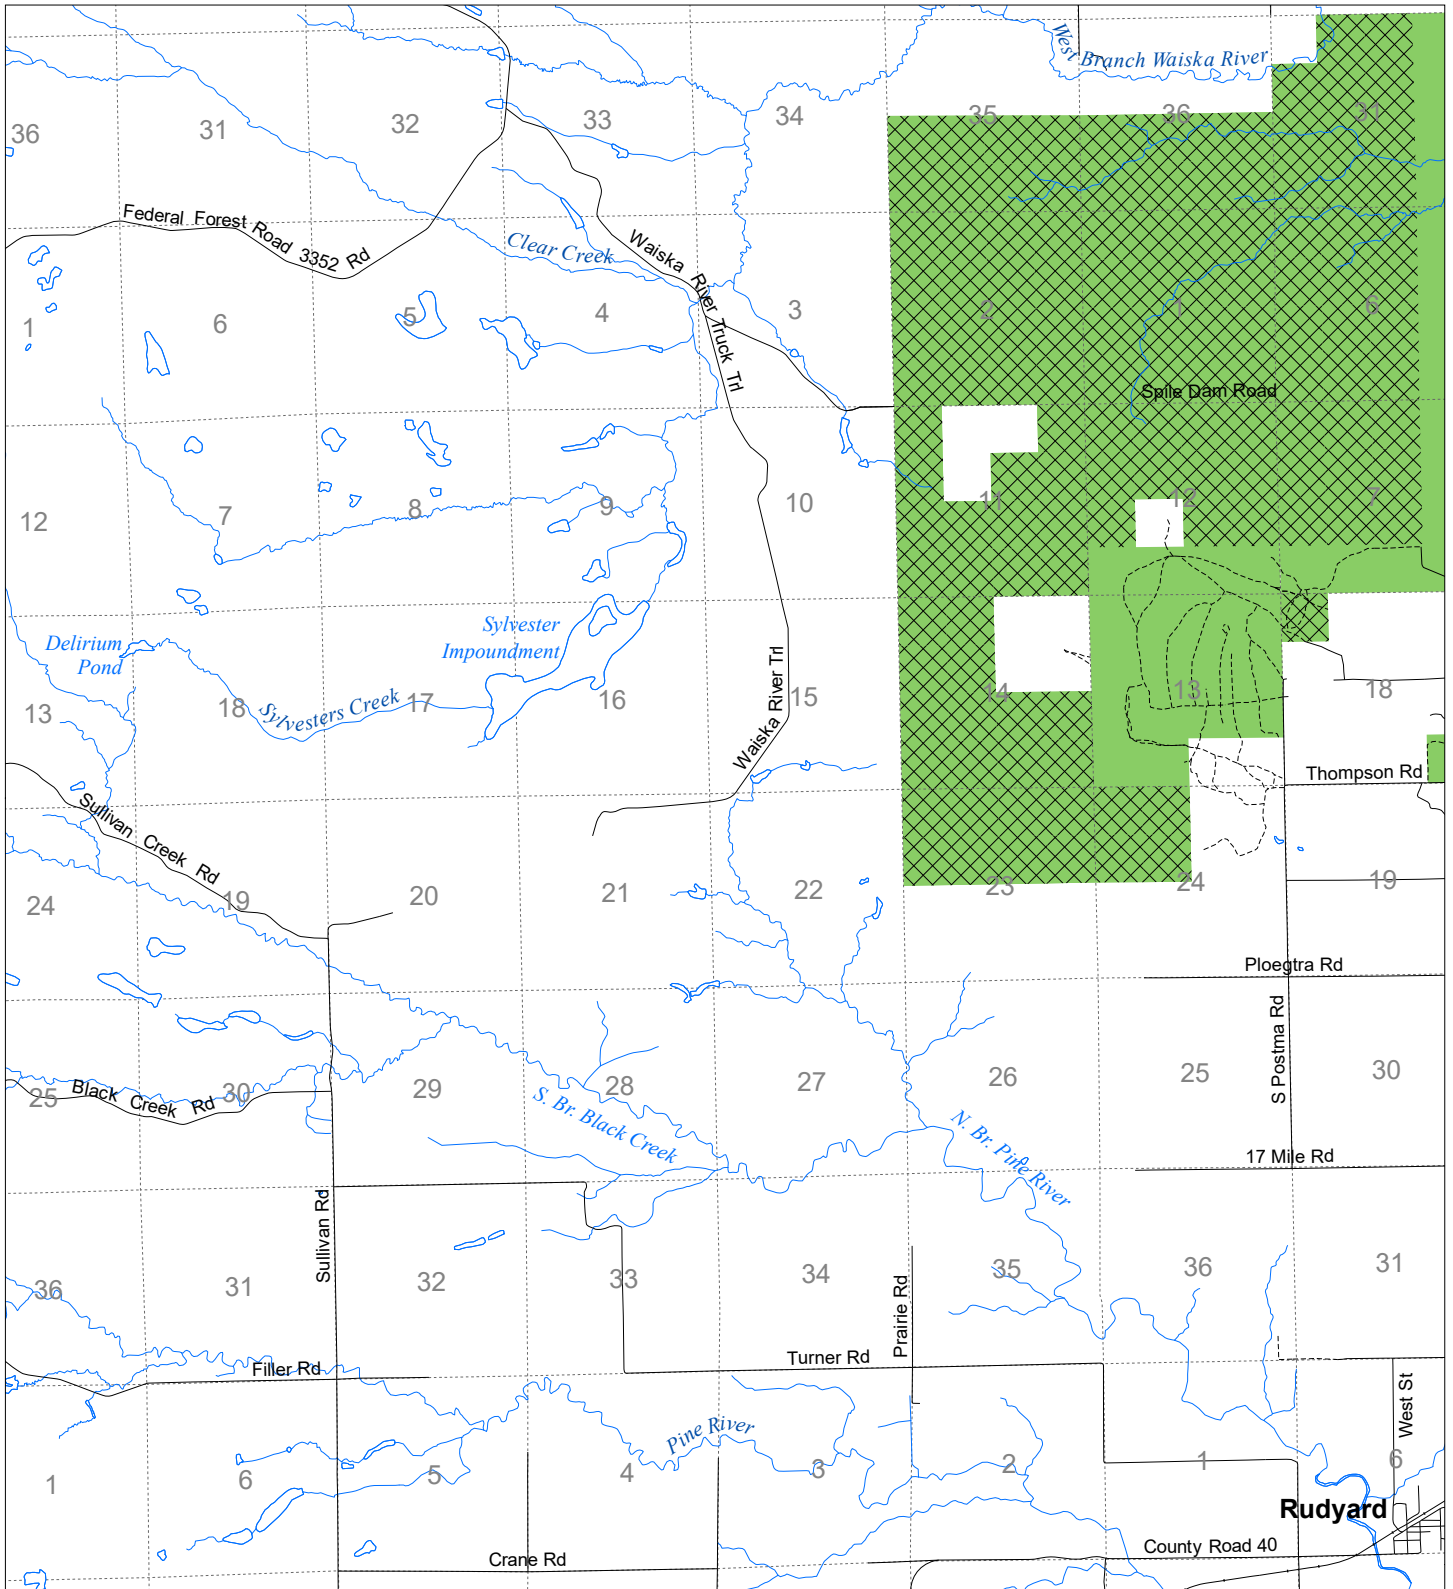 West Branch Waiska River
36
31
32
33
34
35
36
31
Federal Forest Road 3352 Rd
Clear Creek
Waiska River Truck Trl
1
6
5
4
3
2
1
6
Spile Dam Road
12
7
8
9
10
11
12
7
Delirium
Pond
Sylvester
Impoundment
13
18
Sylvesters Creek
17
16
15
14
13
18
Waiska River Trl
Thompson Rd
Sullivan Creek Rd
24
19
20
21
22
23
24
19
Ploegtra Rd
S Postma Rd
25
Black Creek Rd
30
29
28
27
26
25
30
S. Br. Black Creek
N. Br. Pine River
17 Mile Rd
Sullivan Rd
36
31
32
33
34
35
36
31
Prairie Rd
Filler Rd
Turner Rd
West St
Pine River
1
6
5
4
3
2
1
6
Rudyard
Crane Rd
County Road 40